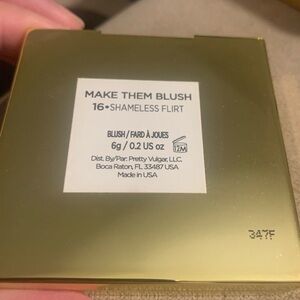 MAKE THEM BLUSH
16•SHAMELESS FLIRT
BLUSH / FARD À JOUES
6g / 0.2 US oz
12M
Dist. By/Par: Pretty Vulgar, LLC.
Boca Raton, FL 33487 USA
Made in USA
347F